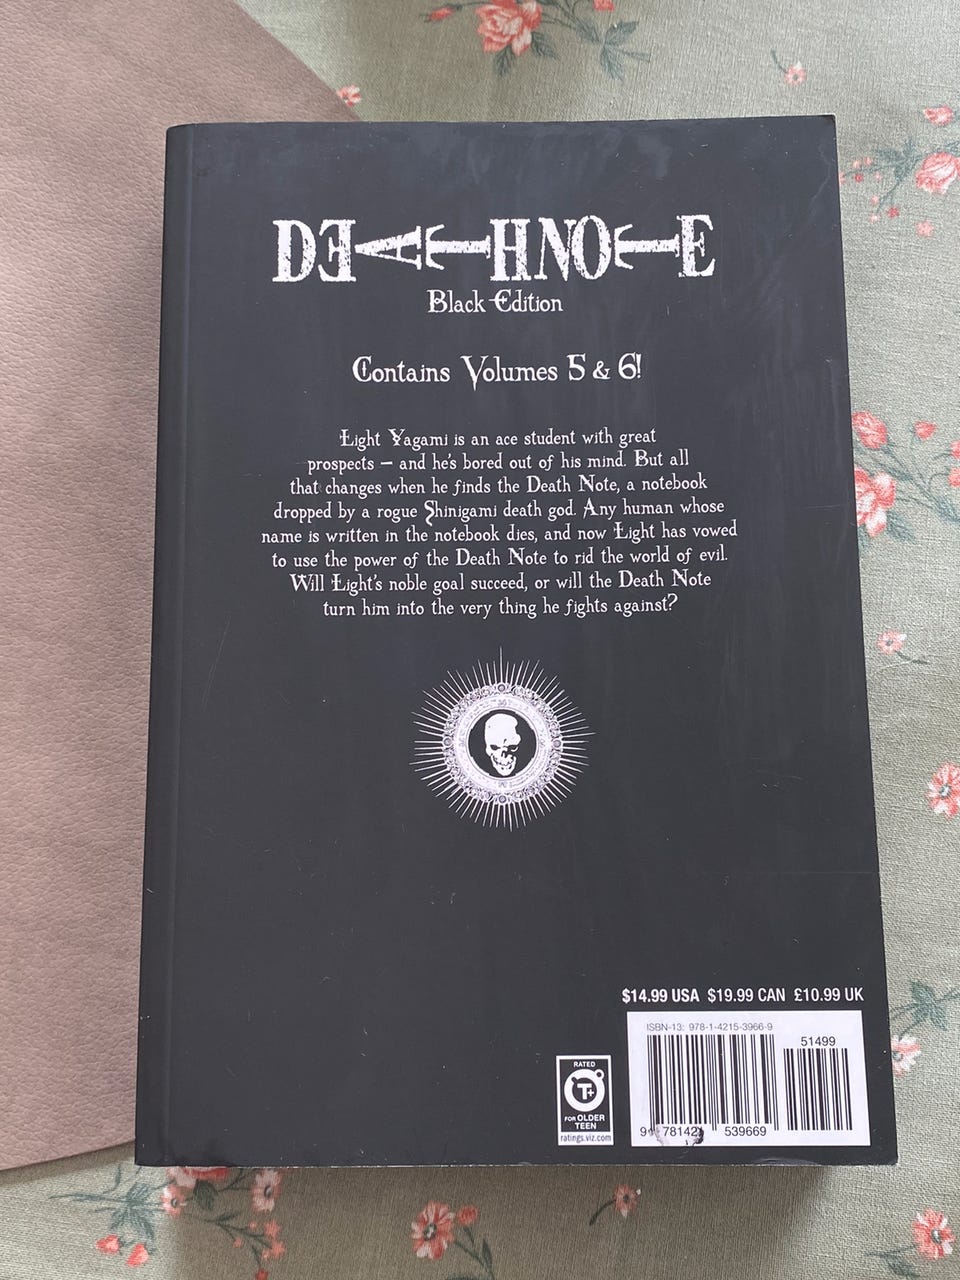 DEATH NOTE
Black Edition
Contains Volumes 5 & 6!
Light Yagami is an ace student with great
prospects – and he's bored out of his mind. But all
that changes when he finds the Death Note, a notebook
dropped by a rogue Shinigami death god. Any human whose
name is written in the notebook dies, and now Light has vowed
to use the power of the Death Note to rid the world of evil.
Will Light's noble goal succeed, or will the Death Note
turn him into the very thing he fights against?
$14.99 USA $19.99 CAN £10.99 UK
ISBN-13: 978-1-4215-3966-9
51499
9 78142 539669
RATED
T+
FOR OLDER
TEEN
ratings.viz.com